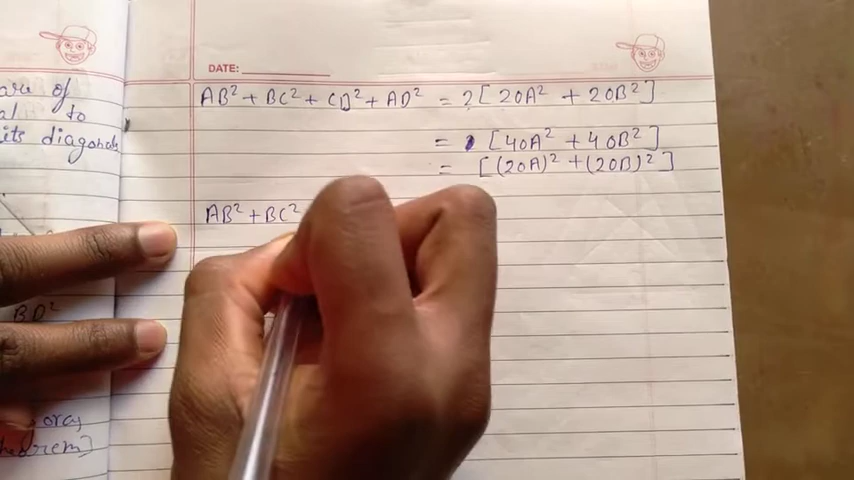 are of
al to
its diagonals
BD²
theorem]
DATE:
AB² + BC² + CD² + AD² = 2[2OA² + 2OB²]
= [4OA² + 4OB²]
= [(2OA)² + (2OB)²]
AB² + BC²